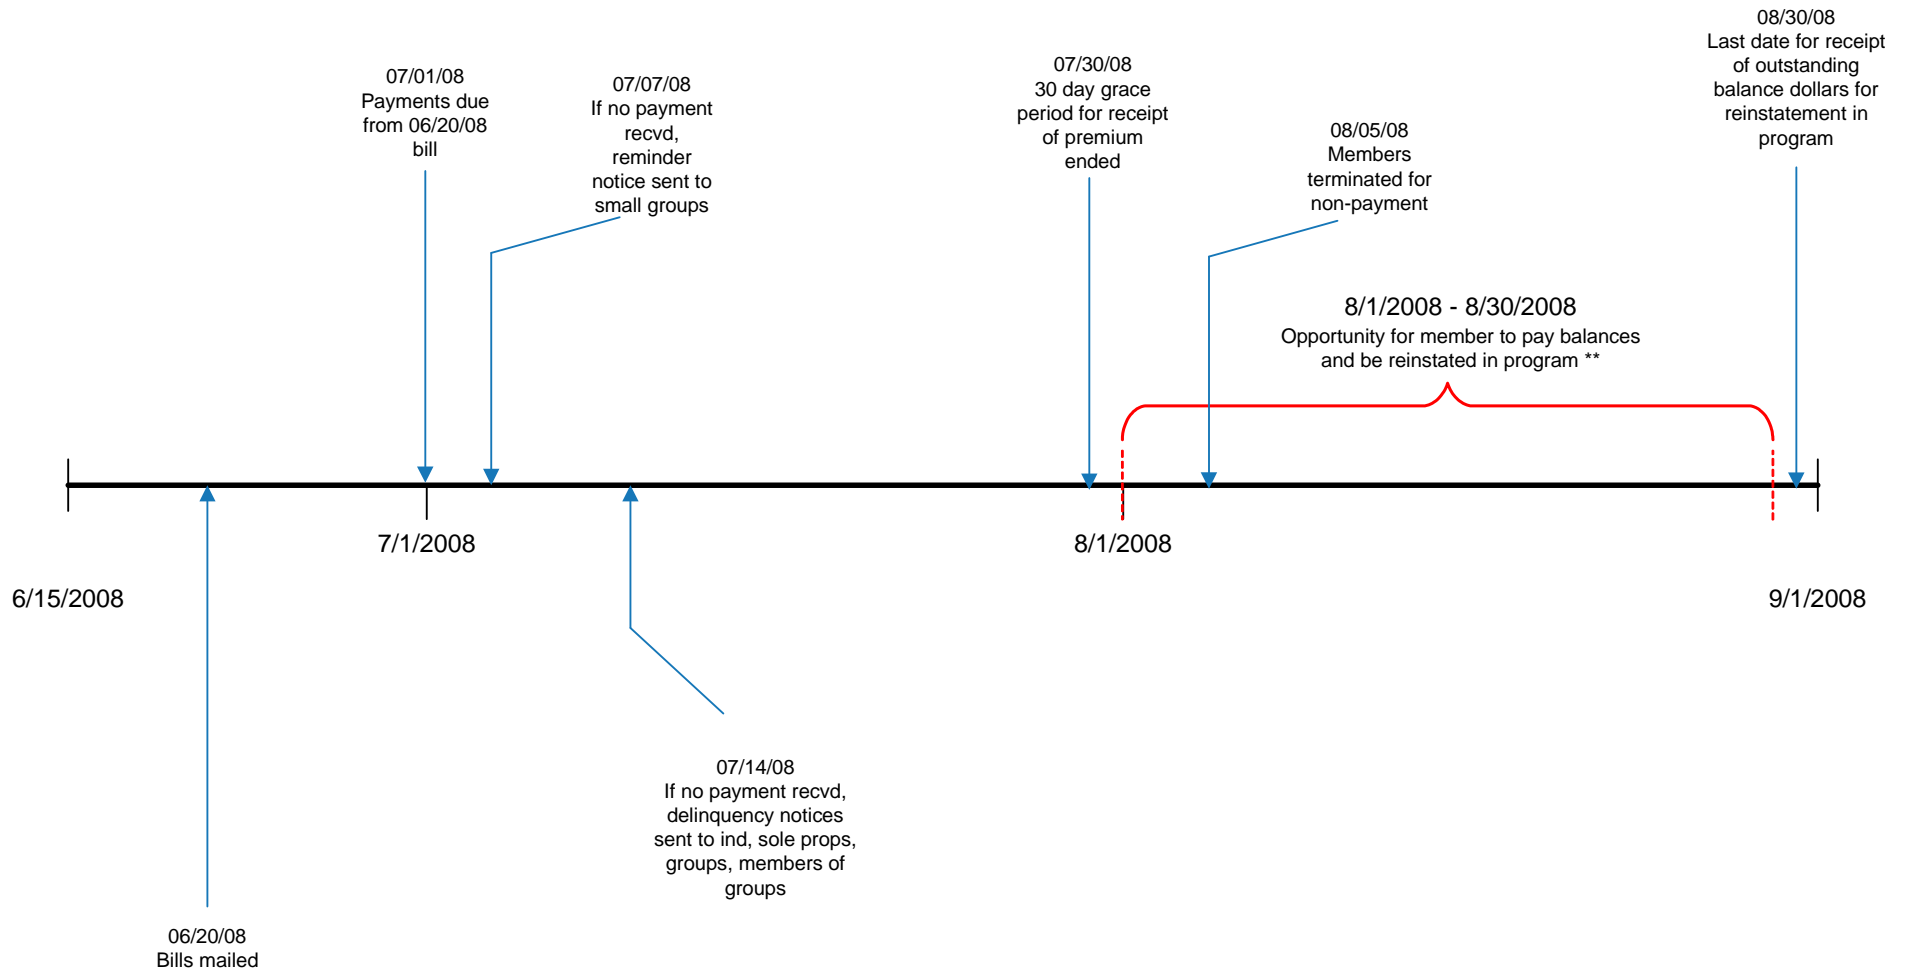 08/30/08
Last date for receipt
of outstanding
balance dollars for
reinstatement in
program
07/01/08
Payments due
from 06/20/08
bill
07/07/08
If no payment
recvd,
reminder
notice sent to
small groups
07/30/08
30 day grace
period for receipt
of premium
ended
08/05/08
Members
terminated for
non-payment
8/1/2008 - 8/30/2008
Opportunity for member to pay balances
and be reinstated in program **
7/1/2008
8/1/2008
6/15/2008
9/1/2008
07/14/08
If no payment recvd,
delinquency notices
sent to ind, sole props,
groups, members of
groups
06/20/08
Bills mailed